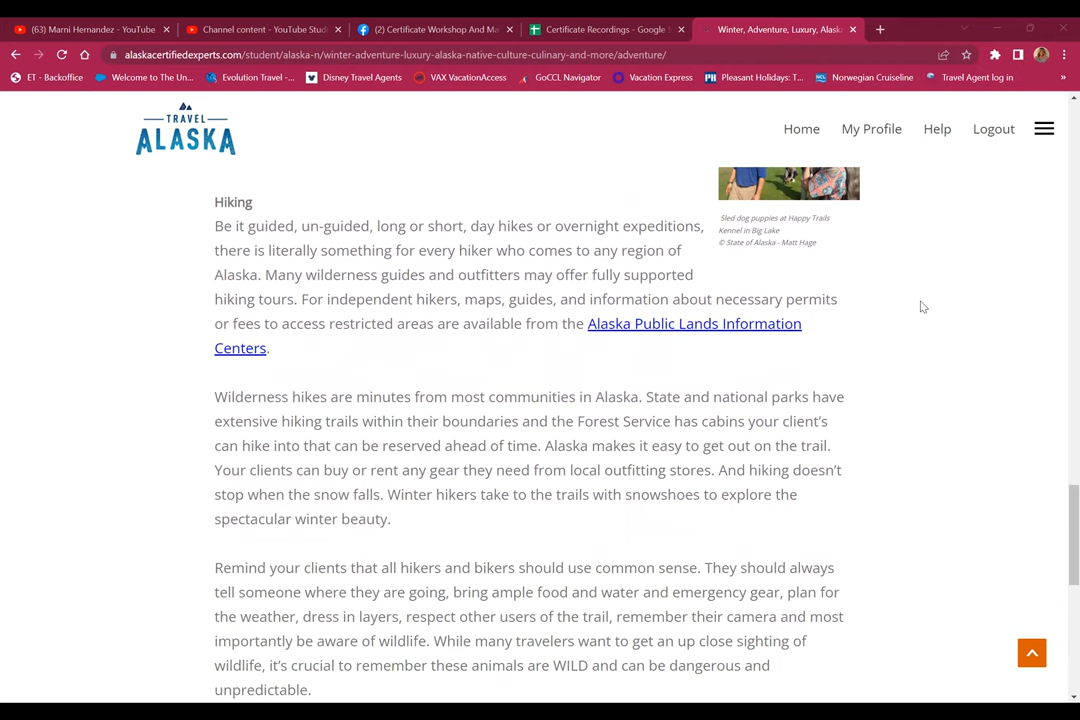 (63) Marni Hernandez - YouTube
Channel content - YouTube Studi
(2) Certificate Workshop And Ma
Certificate Recordings - Google S
Winter, Adventure, Luxury, Alaska
alaskacertifiedexperts.com/student/alaska-n/winter-adventure-luxury-alaska-native-culture-culinary-and-more/adventure/
ET - Backoffice
Welcome to The Un...
Evolution Travel -...
Disney Travel Agents
VAX VacationAccess
GoCCL Navigator
Vacation Express
Pleasant Holidays: T...
Norwegian Cruiseline
Travel Agent log in
»
TRAVEL
ALASKA
Home
My Profile
Help
Logout
Sled dog puppies at Happy Trails
Kennel in Big Lake
© State of Alaska - Matt Hage
Hiking
Be it guided, un-guided, long or short, day hikes or overnight expeditions,
there is literally something for every hiker who comes to any region of
Alaska. Many wilderness guides and outfitters may offer fully supported
hiking tours. For independent hikers, maps, guides, and information about necessary permits
or fees to access restricted areas are available from the Alaska Public Lands Information
Centers.
Wilderness hikes are minutes from most communities in Alaska. State and national parks have
extensive hiking trails within their boundaries and the Forest Service has cabins your client’s
can hike into that can be reserved ahead of time. Alaska makes it easy to get out on the trail.
Your clients can buy or rent any gear they need from local outfitting stores. And hiking doesn’t
stop when the snow falls. Winter hikers take to the trails with snowshoes to explore the
spectacular winter beauty.
Remind your clients that all hikers and bikers should use common sense. They should always
tell someone where they are going, bring ample food and water and emergency gear, plan for
the weather, dress in layers, respect other users of the trail, remember their camera and most
importantly be aware of wildlife. While many travelers want to get an up close sighting of
wildlife, it’s crucial to remember these animals are WILD and can be dangerous and
unpredictable.